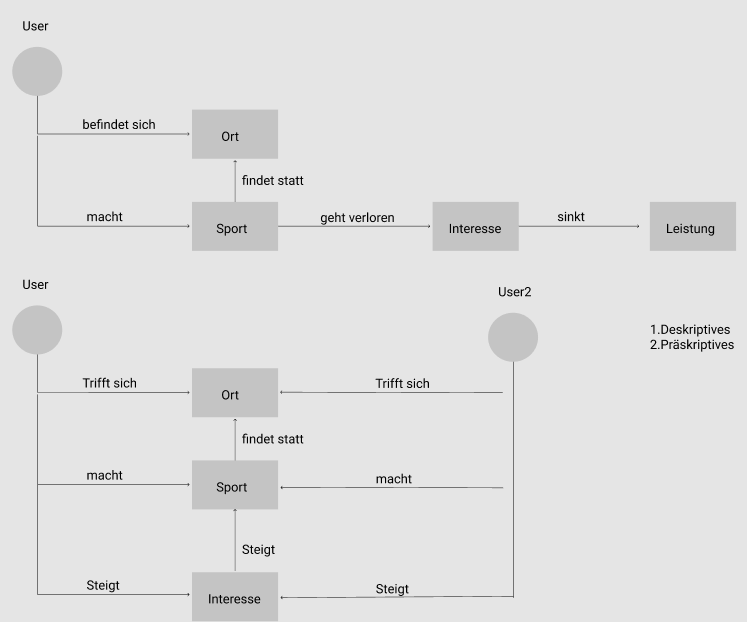 User
befindet sich
Ort
findet statt
macht
Sport
geht verloren
Interesse
sinkt
Leistung
User
User2
1.Deskriptives
2.Präskriptives
Trifft sich
Ort
Trifft sich
findet statt
macht
Sport
macht
Steigt
Steigt
Interesse
Steigt